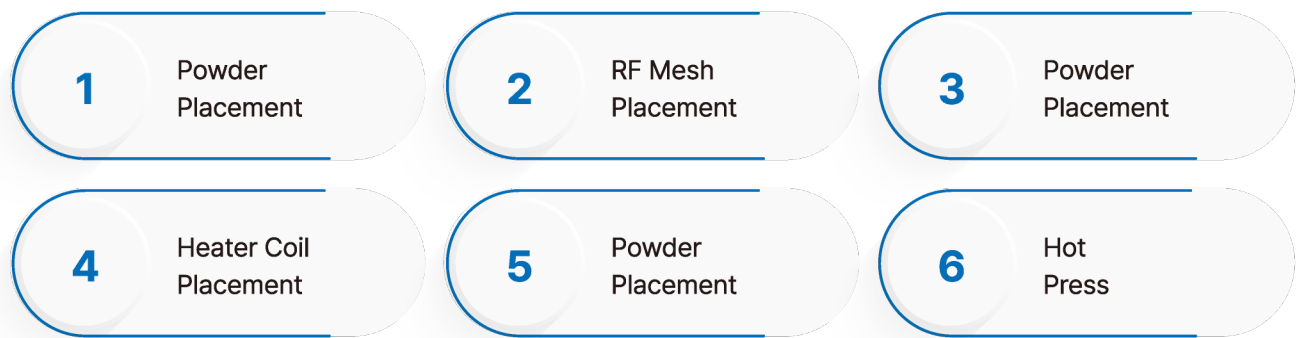 1
Powder
Placement
2
RF Mesh
Placement
3
Powder
Placement
4
Heater Coil
Placement
5
Powder
Placement
6
Hot
Press